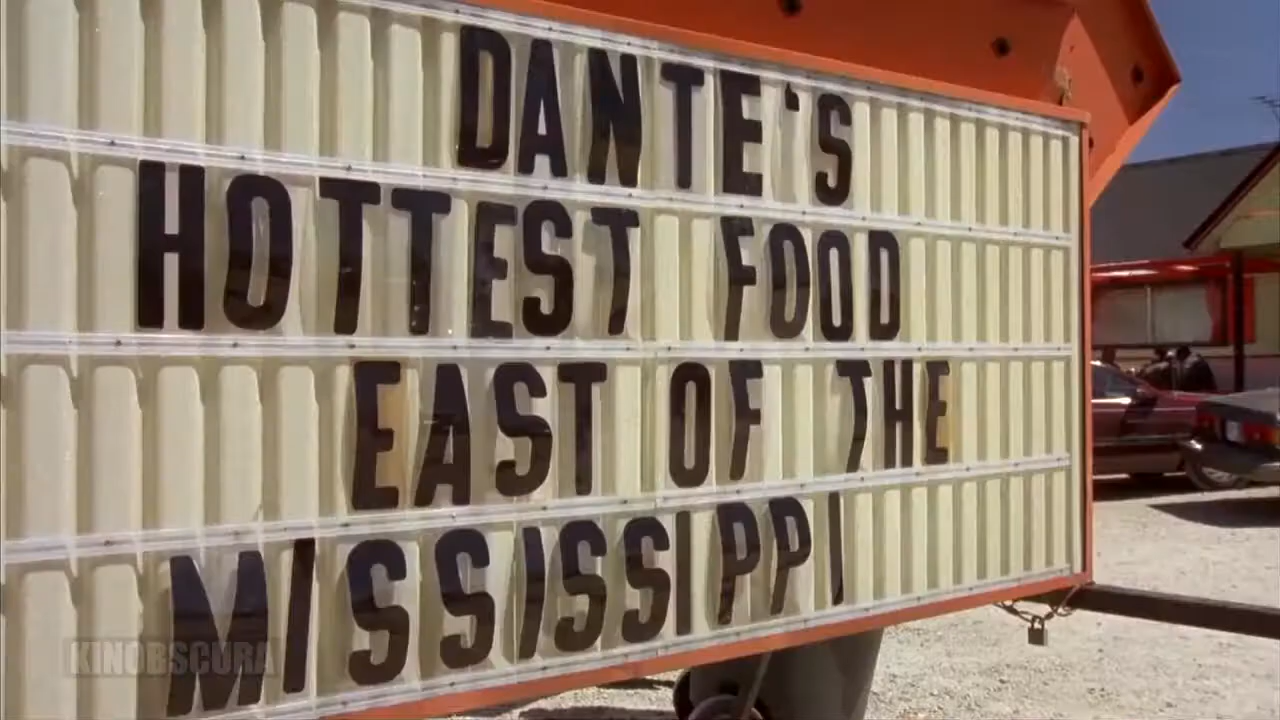 DANTE'S
HOTTEST FOOD
EAST OF THE
MISSISSIPPI
KINOBSCURA